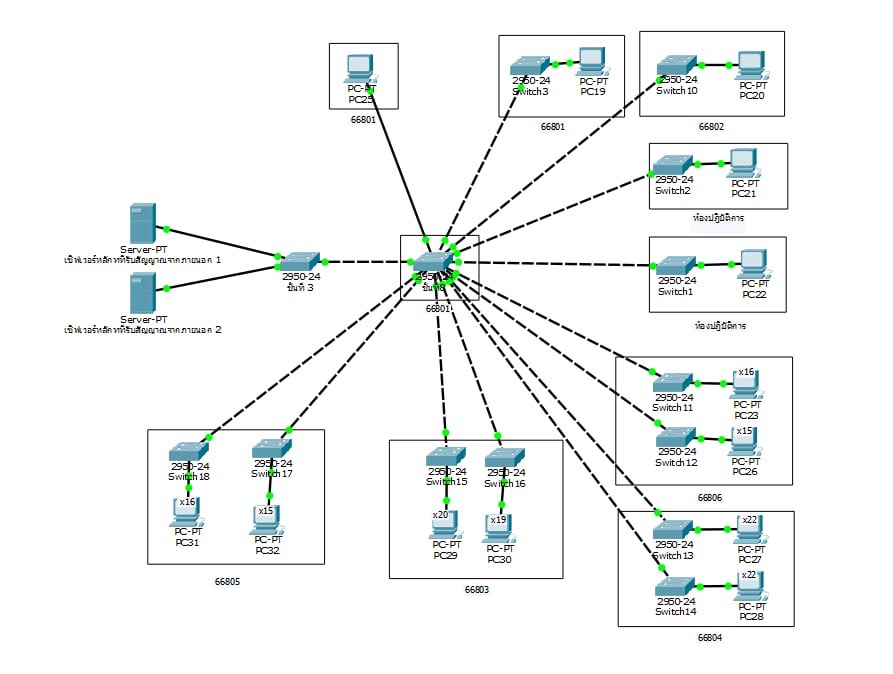 PC-PT
PC25
66801
2950-24
Switch3
PC-PT
PC19
66801
2950-24
Switch10
PC-PT
PC20
66802
2950-24
Switch2
PC-PT
PC21
ห้องปฏิบัติการ
Server-PT
เซิฟเวอร์หลักวที่รับสัญญาณจากภายนอก 1
Server-PT
เซิฟเวอร์หลักวที่รับสัญญาณจากภายนอก 2
2950-24
ชั้นที่ 3
2950-24
ชั้นที่8
66801
2950-24
Switch1
PC-PT
PC22
ห้องปฏิบัติการ
2950-24
Switch11
x16
PC-PT
PC23
2950-24
Switch12
x15
PC-PT
PC26
66806
2950-24
Switch18
x16
PC-PT
PC31
2950-24
Switch17
x15
PC-PT
PC32
66805
2950-24
Switch15
x20
PC-PT
PC29
2950-24
Switch16
x19
PC-PT
PC30
66803
2950-24
Switch13
x22
PC-PT
PC27
2950-24
Switch14
x22
PC-PT
PC28
66804